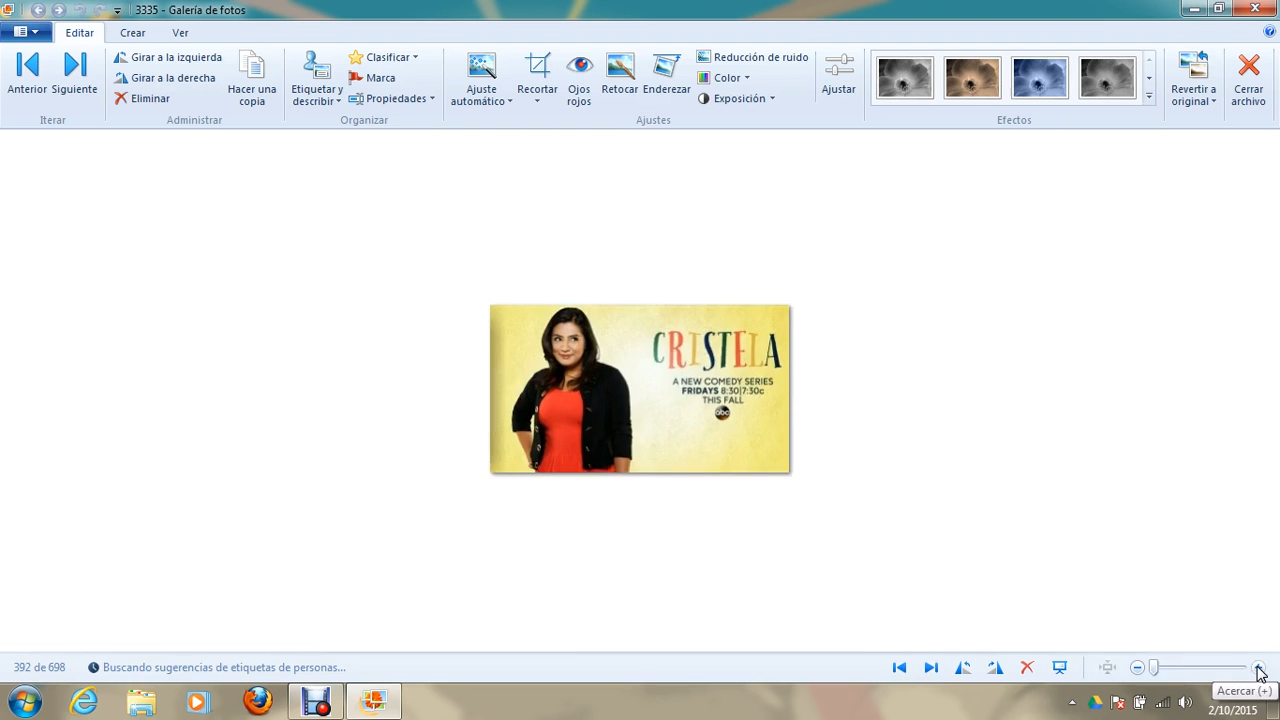 3335 - Galería de fotos
Editar Crear Ver
Anterior Siguiente
Iterar
Girar a la izquierda
Girar a la derecha
Eliminar
Hacer una copia
Administrar
Etiquetar y describir
Clasificar
Marca
Propiedades
Organizar
Ajuste automático
Recortar
Ojos rojos
Retocar
Enderezar
Reducción de ruido
Color
Exposición
Ajustes
Ajustar
Efectos
Revertir a original
Cerrar archivo
CRISTELA
A NEW COMEDY SERIES
FRIDAYS 8:30|7:30c
THIS FALL
abc
392 de 698 Buscando sugerencias de etiquetas de personas...
Acercar (+)
2/10/2015